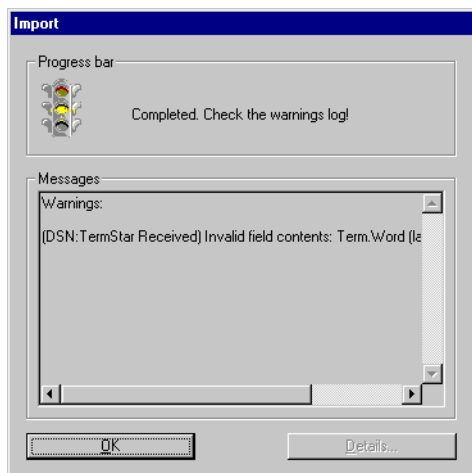 Import
Progress bar
Completed. Check the warnings log!
Messages
Warnings:
(DSN:TermStar Received) Invalid field contents: Term.Word (la
OK
Details...